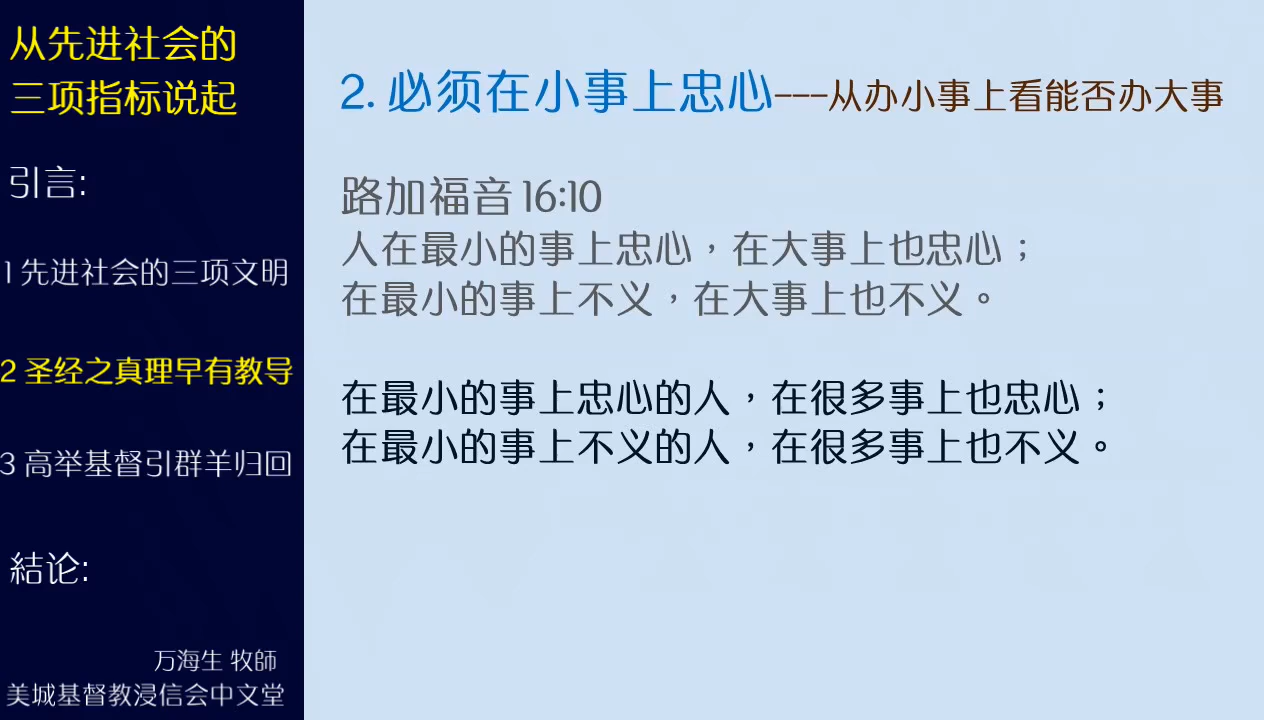 从先进社会的
三项指标说起
引言:
1 先进社会的三项文明
2 圣经之真理早有教导
3 高举基督引群羊归回
結论:
万海生 牧師
美城基督教浸信会中文堂
2. 必须在小事上忠心---从办小事上看能否办大事
路加福音 16:10
人在最小的事上忠心，在大事上也忠心；
在最小的事上不义，在大事上也不义。
在最小的事上忠心的人，在很多事上也忠心；
在最小的事上不义的人，在很多事上也不义。